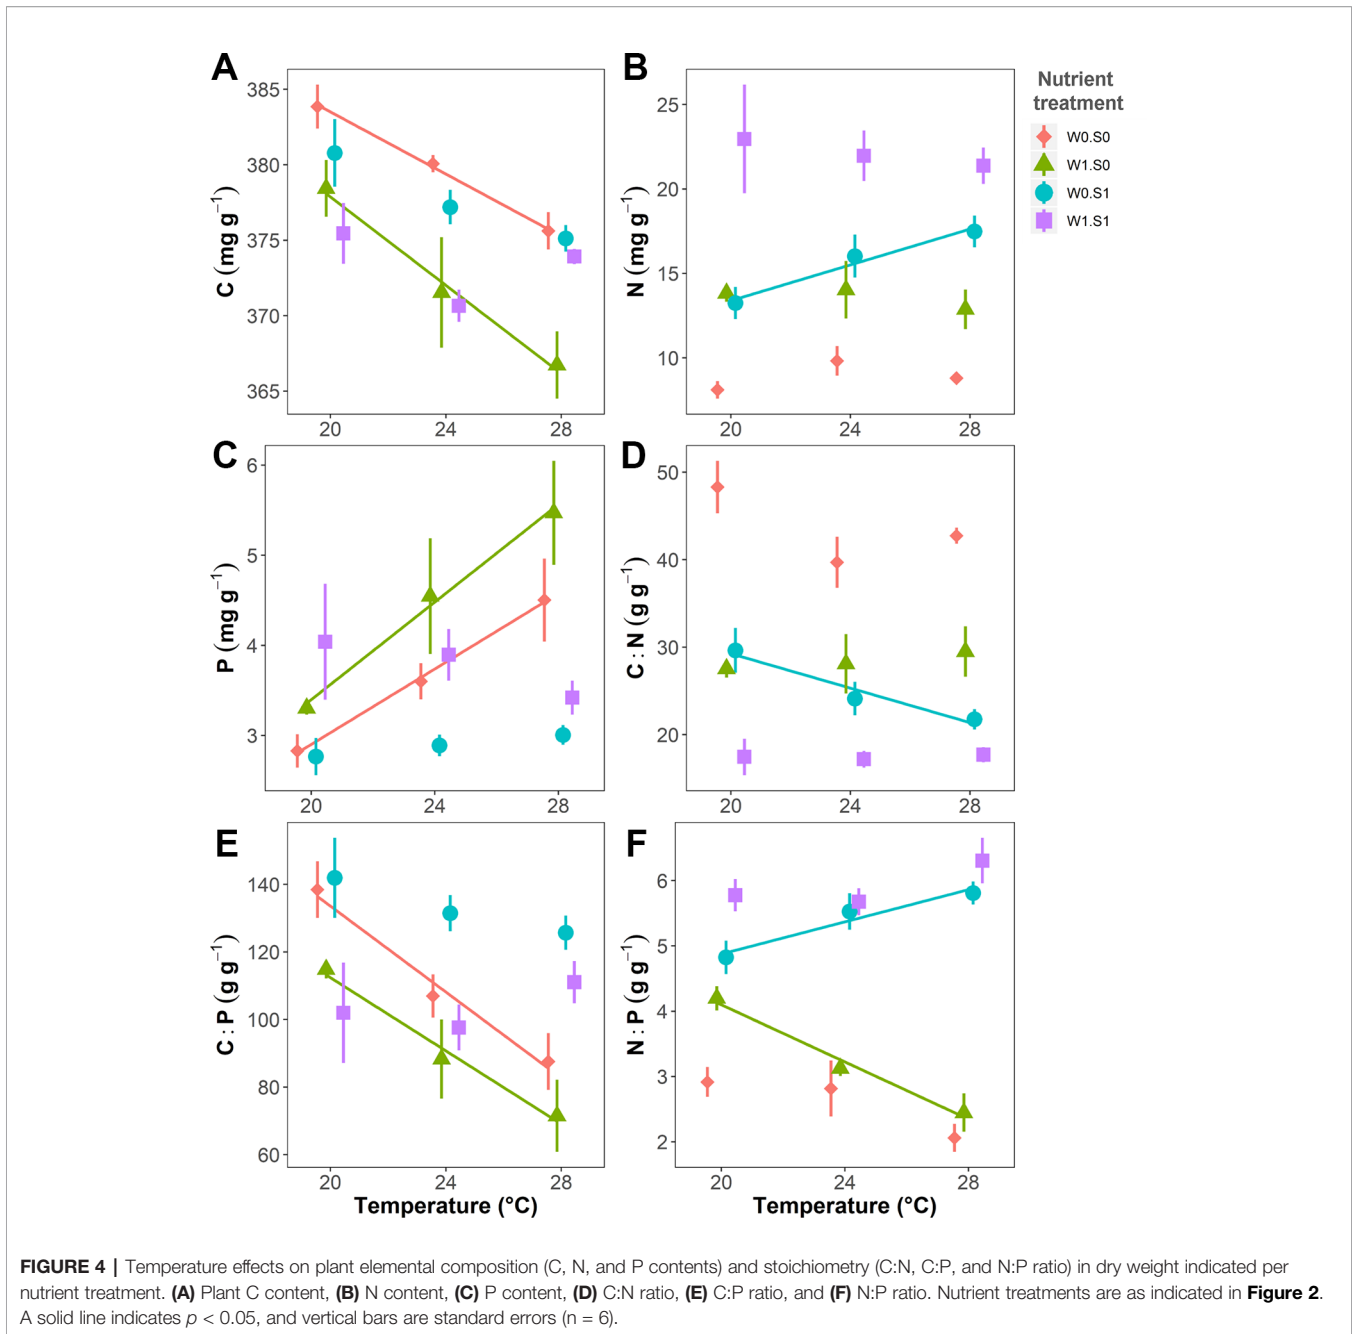 A
B
Nutrient
treatment
W0.S0
W1.S0
W0.S1
W1.S1
C (mg g⁻¹)
385
380
375
370
365
20 24 28
N (mg g⁻¹)
25
20
15
10
20 24 28
C
D
P (mg g⁻¹)
6
5
4
3
20 24 28
C:N (g g⁻¹)
50
40
30
20
20 24 28
E
F
C:P (g g⁻¹)
140
120
100
80
60
20 24 28
Temperature (°C)
N:P (g g⁻¹)
6
5
4
3
2
20 24 28
Temperature (°C)
FIGURE 4 | Temperature effects on plant elemental composition (C, N, and P contents) and stoichiometry (C:N, C:P, and N:P ratio) in dry weight indicated per
nutrient treatment. (A) Plant C content, (B) N content, (C) P content, (D) C:N ratio, (E) C:P ratio, and (F) N:P ratio. Nutrient treatments are as indicated in Figure 2.
A solid line indicates p < 0.05, and vertical bars are standard errors (n = 6).